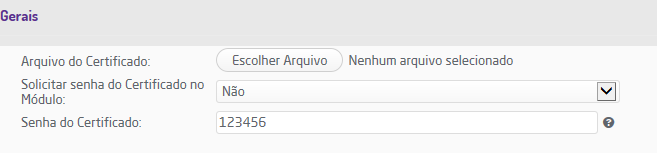 Gerais
Arquivo do Certificado: Escolher Arquivo Nenhum arquivo selecionado
Solicitar senha do Certificado no
Módulo: Não
Senha do Certificado: 123456